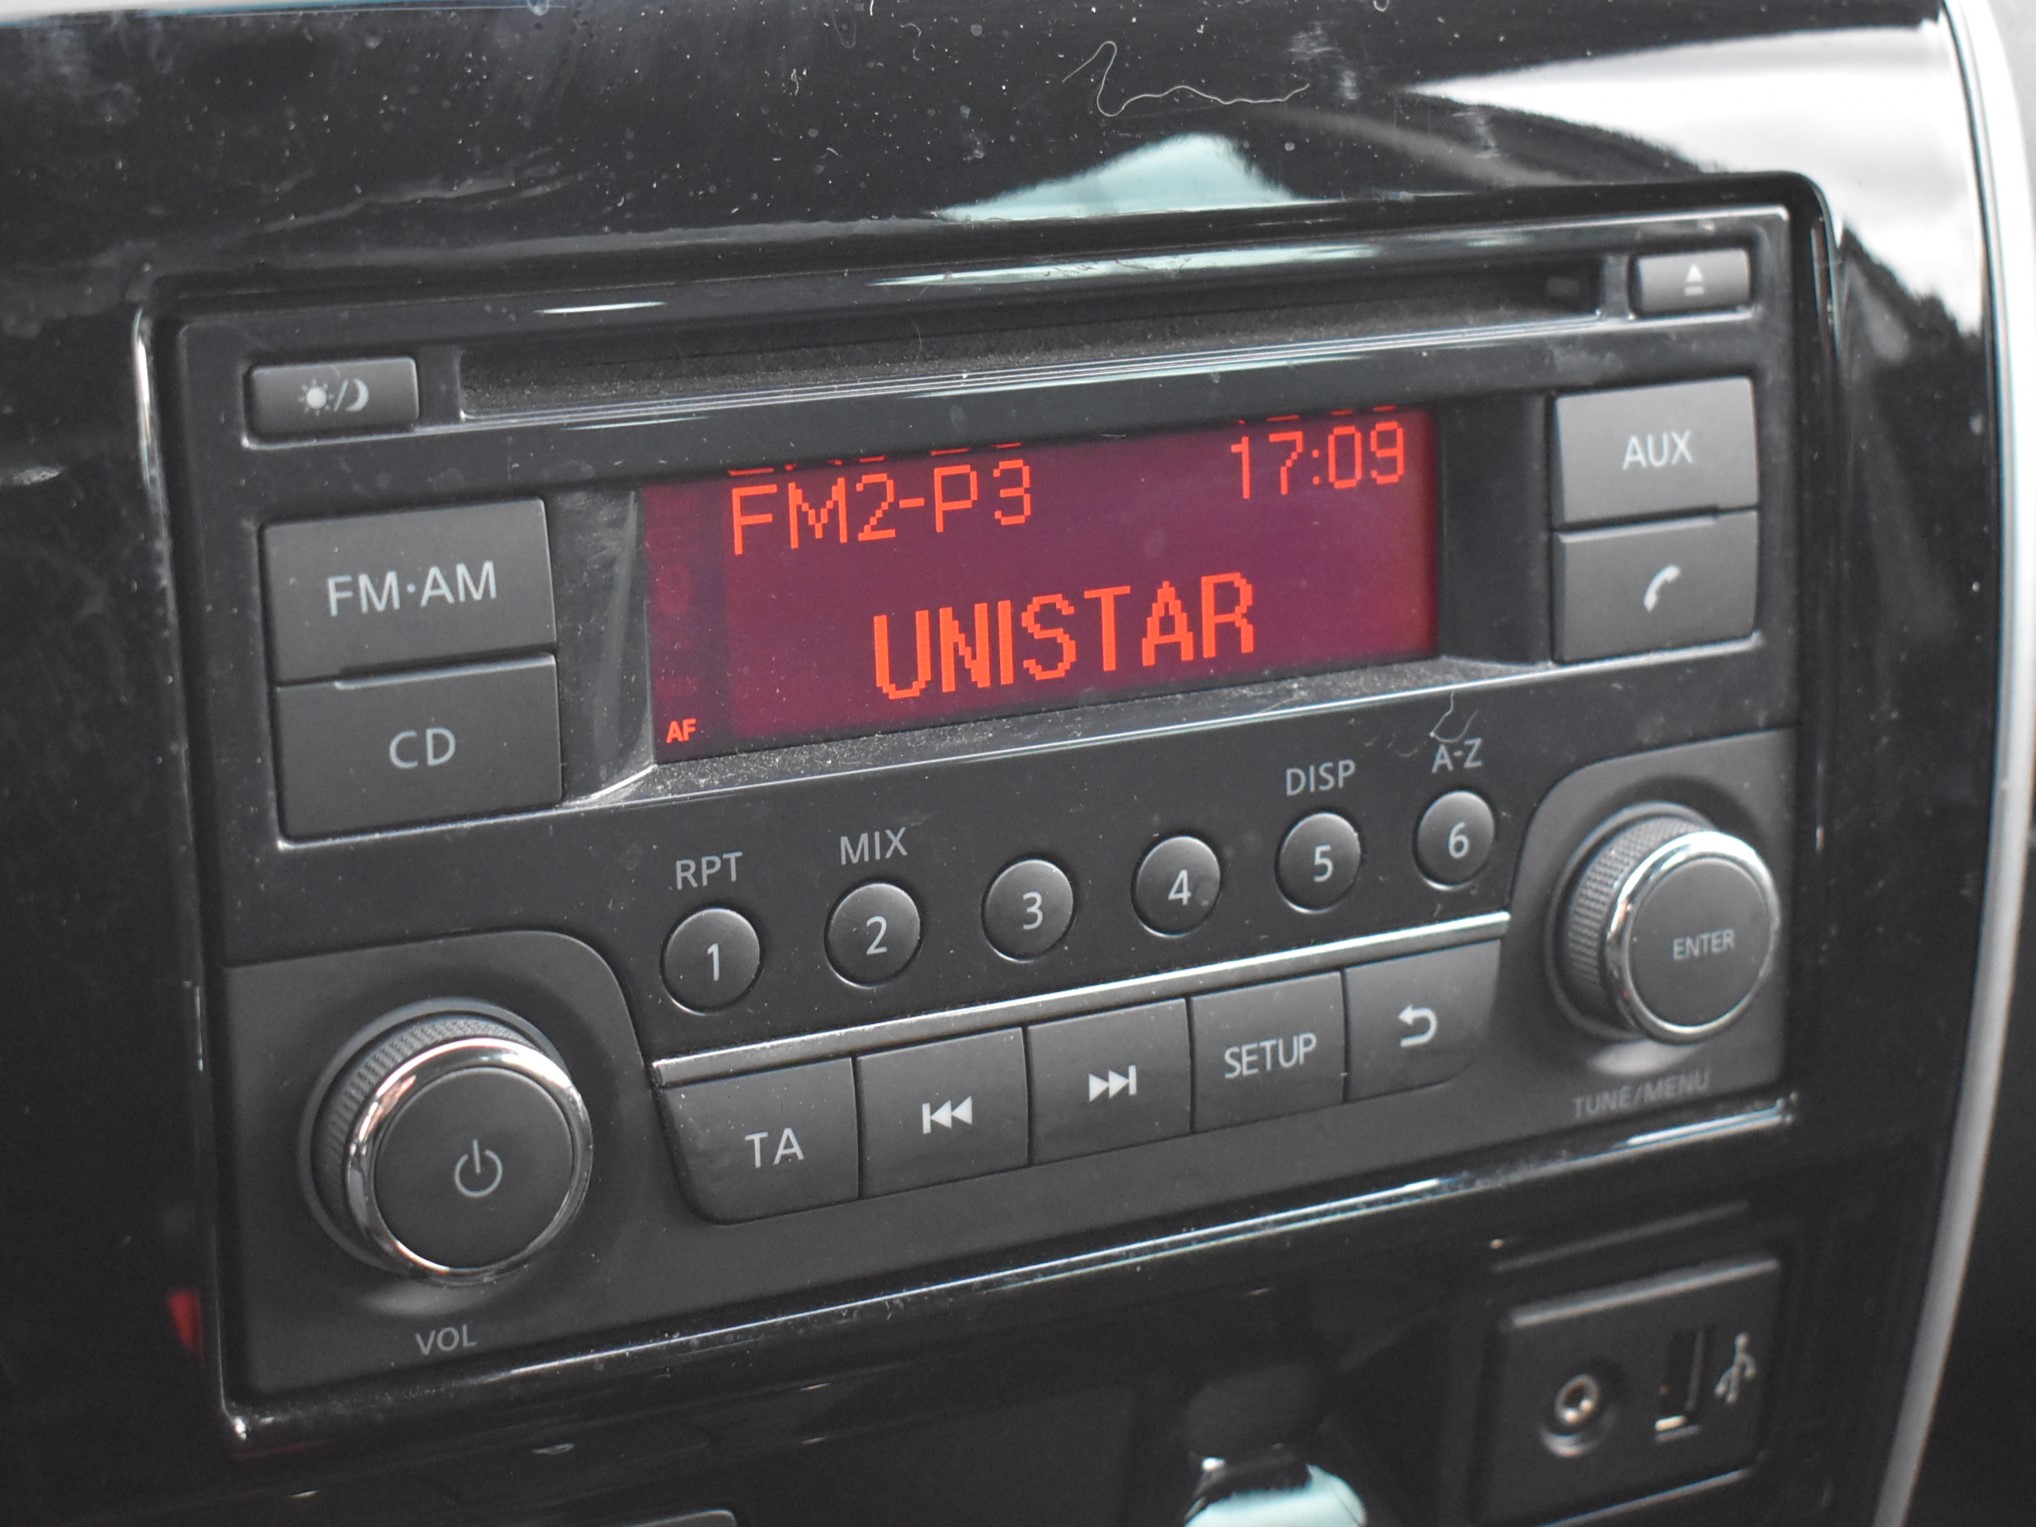 FM2-P3 17:09
UNISTAR
AF
FM·AM
CD
AUX
RPT MIX DISP A-Z
1 2 3 4 5 6
ENTER
TA SETUP
TUNE/MENU
VOL